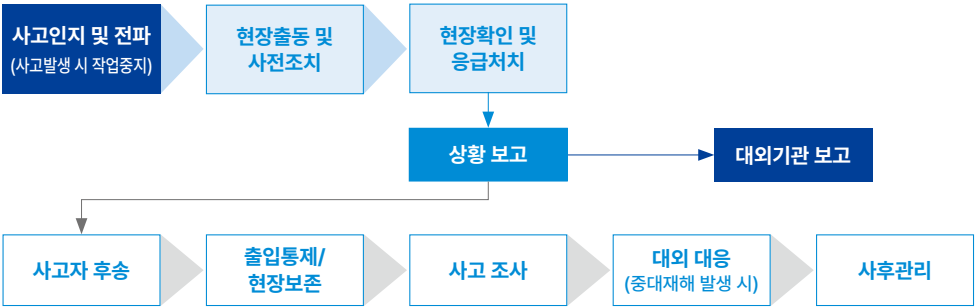 사고인지 및 전파
(사고발생 시 작업중지)
현장출동 및
사전조치
현장확인 및
응급처치
상황 보고
대외기관 보고
사고자 후송
출입통제/
현장보존
사고 조사
대외 대응
(중대재해 발생 시)
사후관리